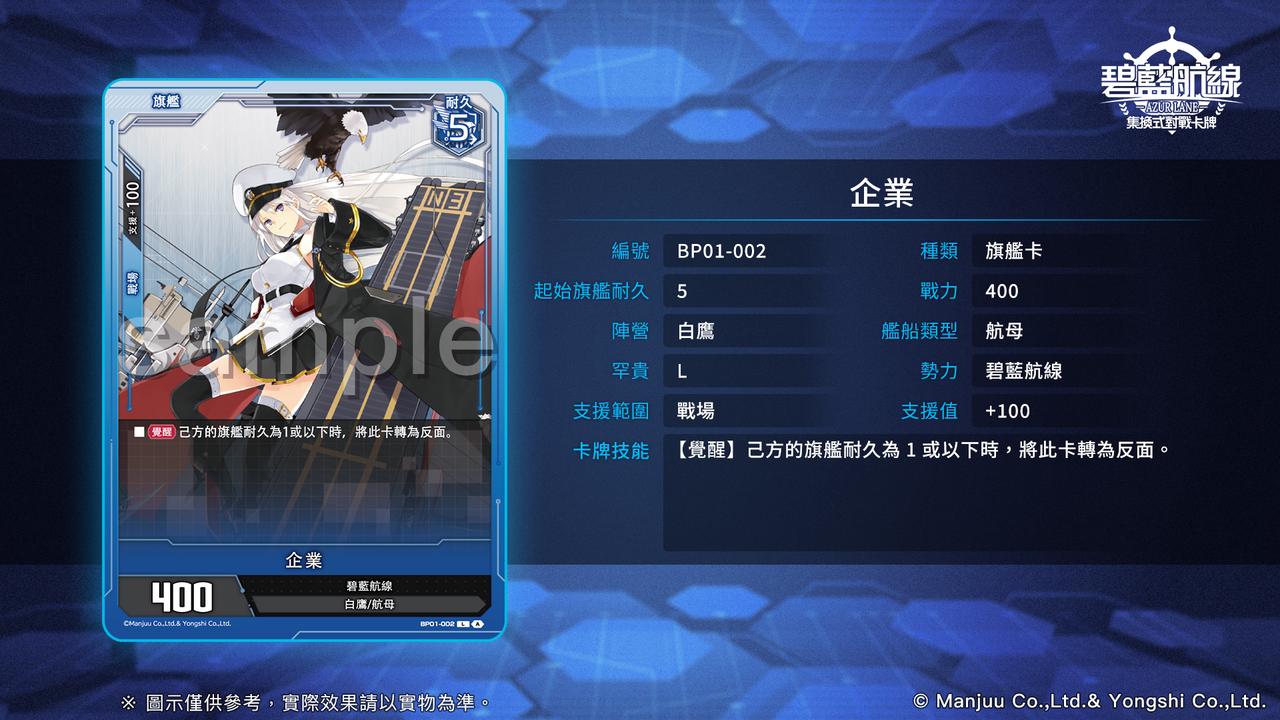 碧藍航線
AZUR LANE
集換式對戰卡牌
旗艦
耐久
5
支援+100
戰場
NE
sample
■ 覺醒 己方的旗艦耐久為1或以下時，將此卡轉為反面。
企業
400
碧藍航線
白鷹/航母
©Manjuu Co.,Ltd.& Yongshi Co.,Ltd.
BP01-002 L A
企業
編號 BP01-002 種類 旗艦卡
起始旗艦耐久 5 戰力 400
陣營 白鷹 艦船類型 航母
罕貴 L 勢力 碧藍航線
支援範圍 戰場 支援值 +100
卡牌技能 【覺醒】己方的旗艦耐久為 1 或以下時，將此卡轉為反面。
※ 圖示僅供參考，實際效果請以實物為準。
© Manjuu Co.,Ltd.& Yongshi Co.,Ltd.